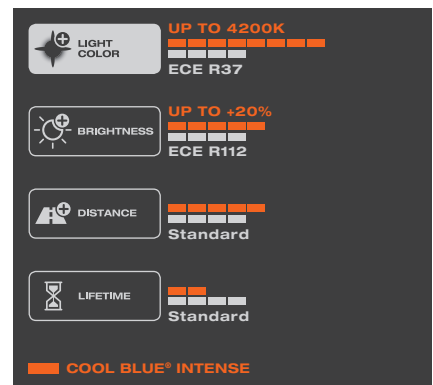 LIGHT
COLOR
UP TO 4200K
ECE R37
BRIGHTNESS
UP TO +20%
ECE R112
DISTANCE
Standard
LIFETIME
Standard
COOL BLUE® INTENSE